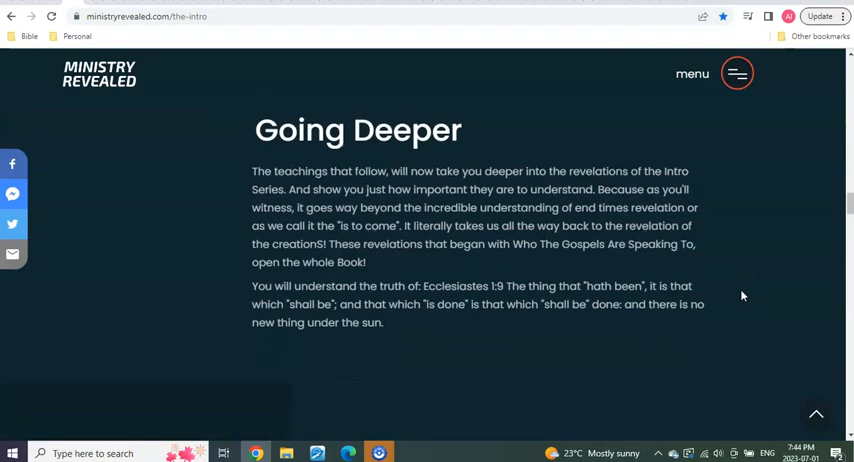 ministryrevealed.com/the-intro
AI
Update
Bible
Personal
Other bookmarks
MINISTRY
REVEALED
menu
Going Deeper
The teachings that follow, will now take you deeper into the revelations of the Intro
Series. And show you just how important they are to understand. Because as you'll
witness, it goes way beyond the incredible understanding of end times revelation or
as we call it the "is to come". It literally takes us all the way back to the revelation of
the creationS! These revelations that began with Who The Gospels Are Speaking To,
open the whole Book!
You will understand the truth of: Ecclesiastes 1:9 The thing that "hath been", it is that
which "shall be"; and that which "is done" is that which "shall be" done: and there is no
new thing under the sun.
Type here to search
23°C Mostly sunny
ENG
7:44 PM
2023-07-01
2